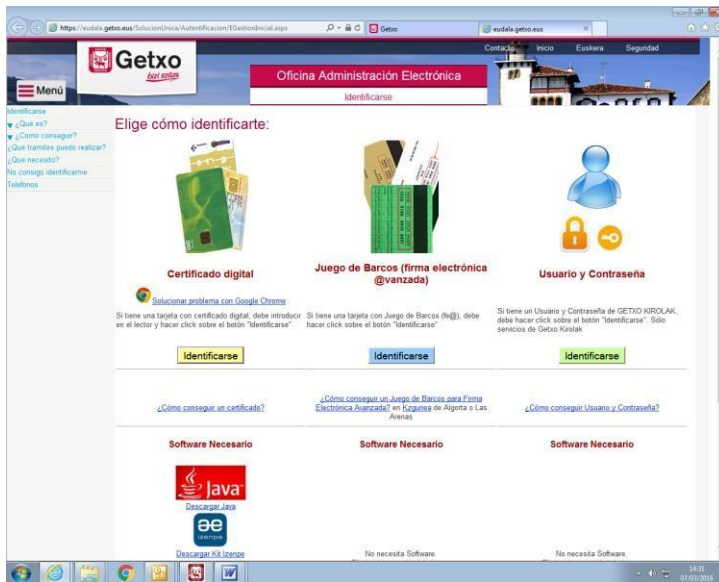 https://eudala.getxo.eus/SolucionUnica/Autentificacion/EGestionInicial.aspx
Getxo
eudala.getxo.eus
Contacto Inicio Euskera Seguridad
Getxo
bizi ezazu
Menú
Oficina Administración Electrónica
Identificarse
Identificarse
¿Qué es?
¿Como conseguir?
¿Que tramites puedo realizar?
¿Que necesito?
No consigo identificarme
Telefonos
Elige cómo identificarte:
Certificado digital
Solucionar problema con Google Chrome
Si tiene una tarjeta con certificado digital, debe introducir
en el lector y hacer click sobre el botón "Identificarse"
Identificarse
¿Cómo conseguir un certificado?
Software Necesario
Java
Descargar Java
izenpe
Descargar Kit Izenpe
Juego de Barcos (firma electrónica
@vanzada)
Si tiene una tarjeta con Juego de Barcos (fe@), debe
hacer click sobre el botón "Identificarse"
Identificarse
¿Cómo conseguir un Juego de Barcos para Firma
Electrónica Avanzada? en Kzgunea de Algorta o Las
Arenas
Software Necesario
No necesita Software
Usuario y Contraseña
Si tiene un Usuario y Contraseña de GETXO KIROLAK,
debe hacer click sobre el botón "Identificarse". Sólo
servicios de Getxo Kirolak
Identificarse
¿Cómo conseguir Usuario y Contraseña?
Software Necesario
No necesita Software
14:31
07/03/2016